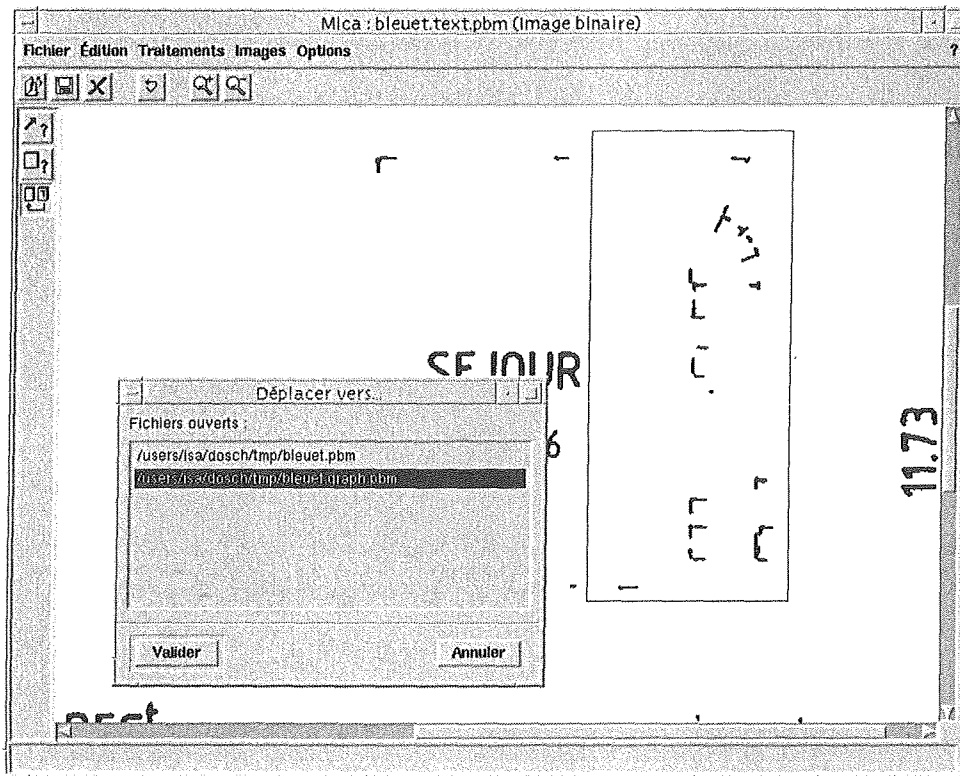 Mica : bleuet.text.pbm (Image binaire)
Fichier Édition Traitements Images Options ?
SEJOUR
Déplacer vers..
Fichiers ouverts :
/users/isa/dosch/tmp/bleuet.pbm
/users/isa/dosch/tmp/bleuet.graph.pbm
6
11.73
Valider Annuler